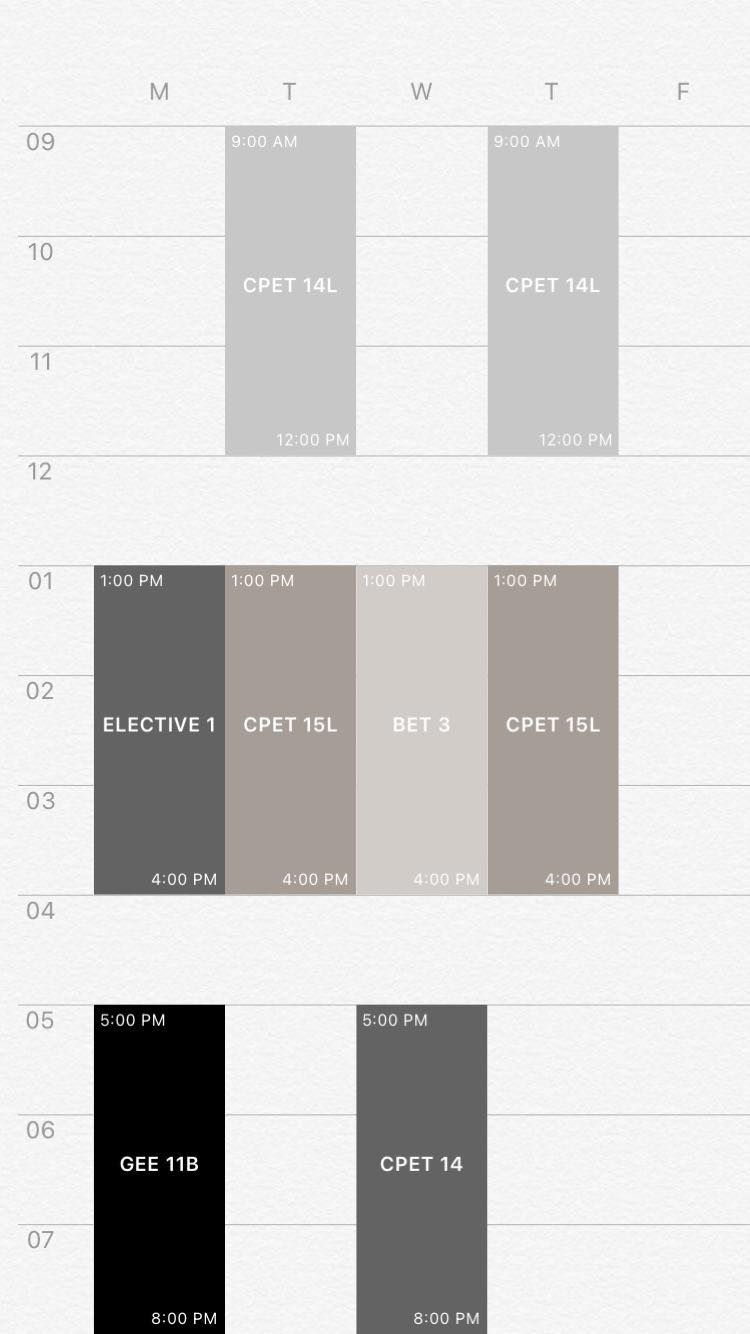 M T W T F
09
9:00 AM 9:00 AM
10
CPET 14L CPET 14L
11
12:00 PM 12:00 PM
12
01
1:00 PM 1:00 PM 1:00 PM 1:00 PM
02
ELECTIVE 1 CPET 15L BET 3 CPET 15L
03
4:00 PM 4:00 PM 4:00 PM 4:00 PM
04
05
5:00 PM 5:00 PM
06
GEE 11B CPET 14
07
8:00 PM 8:00 PM